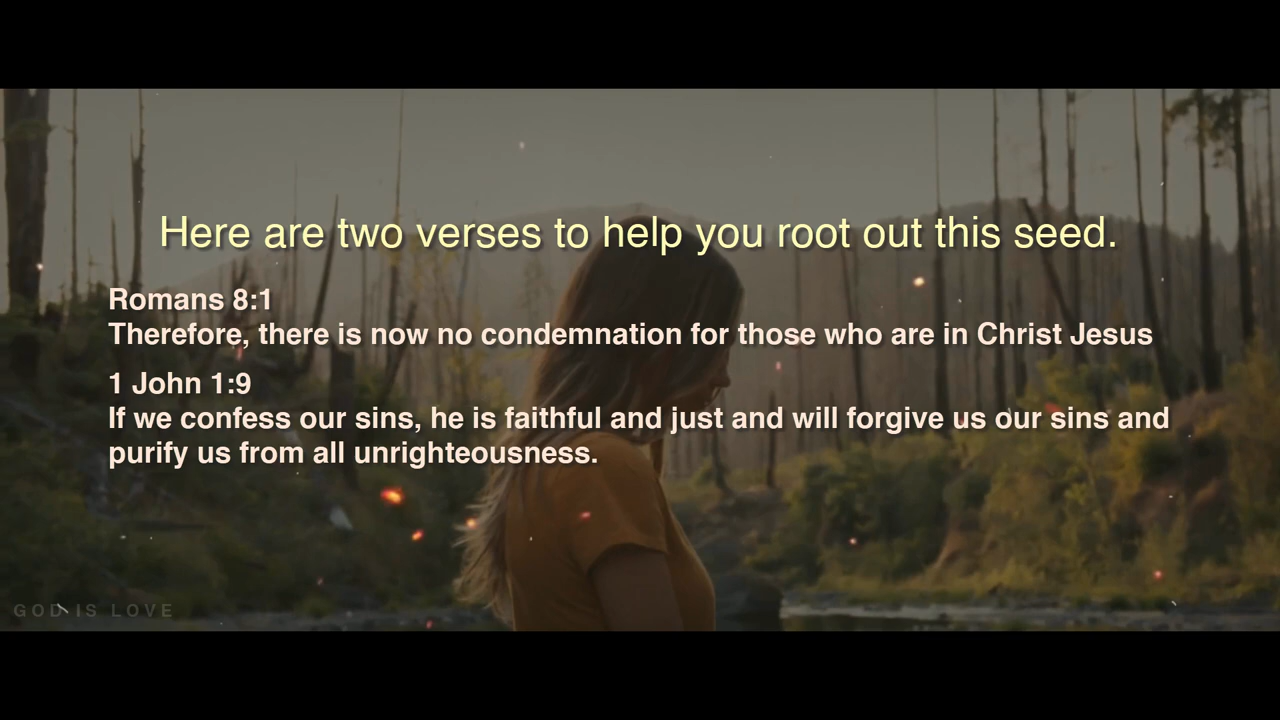 Here are two verses to help you root out this seed.
Romans 8:1
Therefore, there is now no condemnation for those who are in Christ Jesus
1 John 1:9
If we confess our sins, he is faithful and just and will forgive us our sins and
purify us from all unrighteousness.
GOD IS LOVE